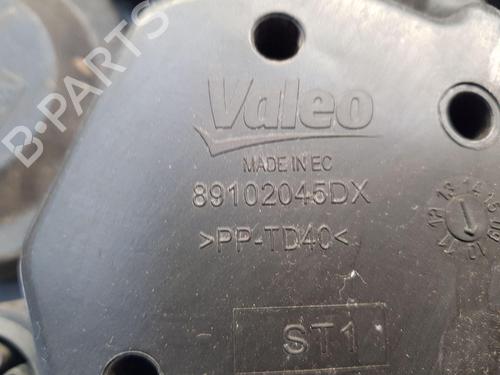 Valeo
MADE IN EC
89102045DX
>PP-TD40<
ST1
B-PARTS